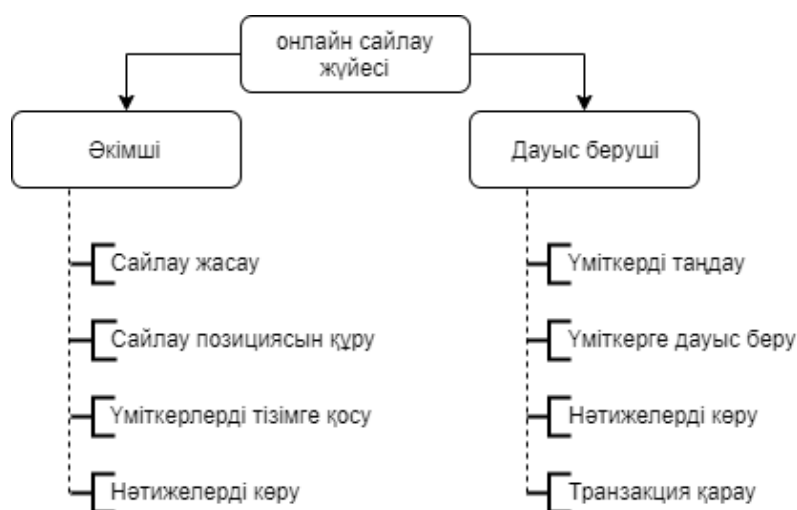 онлайн сайлау
жүйесі
Әкімші
Дауыс беруші
Сайлау жасау
Сайлау позициясын құру
Үміткерлерді тізімге қосу
Нәтижелерді көру
Үміткерді таңдау
Үміткерге дауыс беру
Нәтижелерді көру
Транзакция қарау